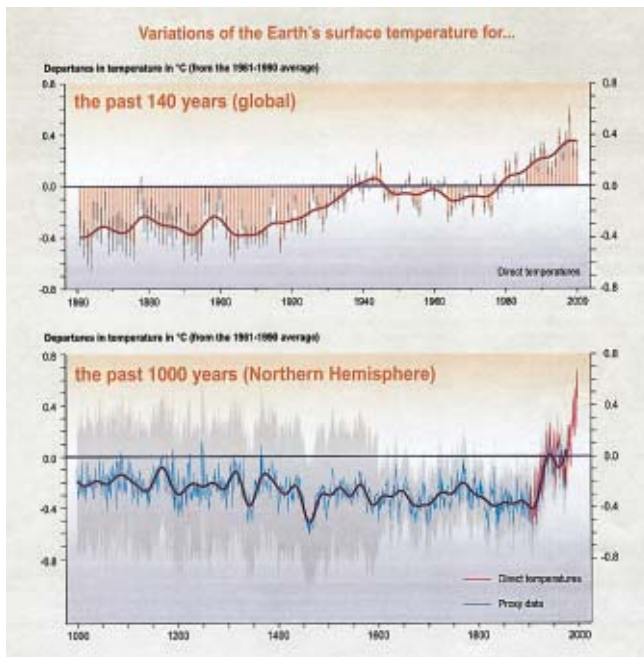 Variations of the Earth's surface temperature for...
Departures in temperature in °C (from the 1961-1990 average)
the past 140 years (global)
0.8 0.8
0.4 0.4
0.0 0.0
-0.4 -0.4
Direct temperatures
-0.8 -0.8
1860 1880 1900 1920 1940 1960 1980 2000
Departures in temperature in °C (from the 1961-1990 average)
0.8 0.8
the past 1000 years (Northern Hemisphere)
0.4 0.4
0.0 0.0
-0.4 -0.4
-0.8 -0.8
Direct temperatures
Proxy data
1000 1200 1400 1600 1800 2000